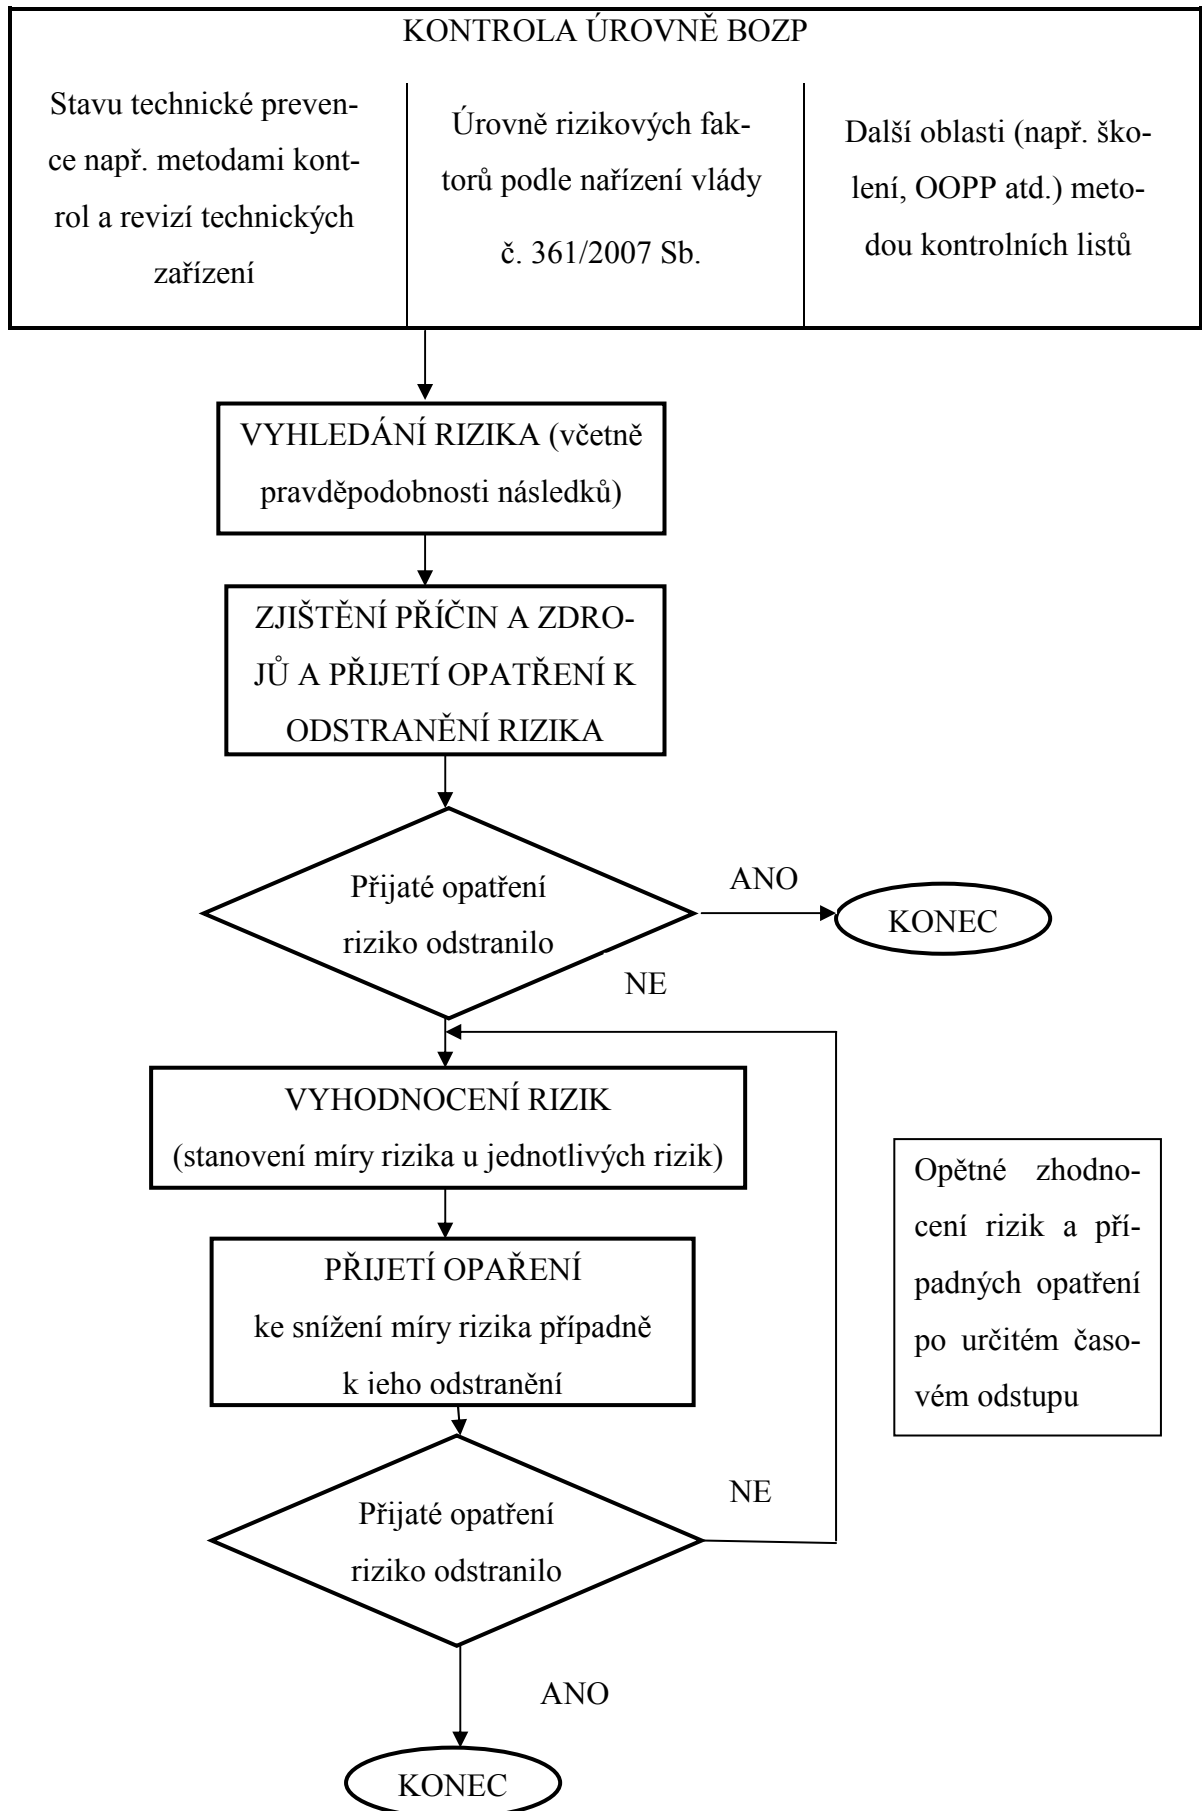 KONTROLA ÚROVNĚ BOZP
Stavu technické preven-
ce např. metodami kont-
rol a revizí technických
zařízení
Úrovně rizikových fak-
torů podle nařízení vlády
č. 361/2007 Sb.
Další oblasti (např. ško-
lení, OOPP atd.) meto-
dou kontrolních listů
VYHLEDÁNÍ RIZIKA (včetně
pravděpodobnosti následků)
ZJIŠTĚNÍ PŘÍČIN A ZDRO-
JŮ A PŘIJETÍ OPATŘENÍ K
ODSTRANĚNÍ RIZIKA
Přijaté opatření
riziko odstranilo
ANO
KONEC
NE
VYHODNOCENÍ RIZIK
(stanovení míry rizika u jednotlivých rizik)
PŘIJETÍ OPAŘENÍ
ke snížení míry rizika případně
k jeho odstranění
Opětné zhodno-
cení rizik a pří-
padných opatření
po určitém časo-
vém odstupu
Přijaté opatření
riziko odstranilo
NE
ANO
KONEC